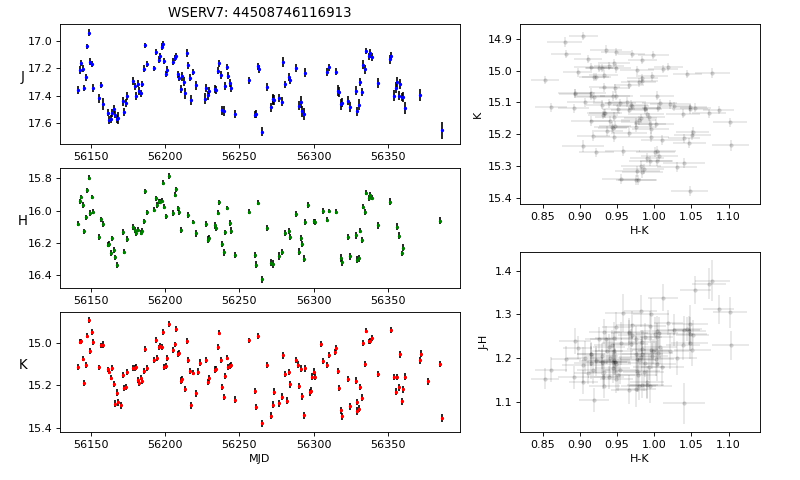 WSERV7: 44508746116913
17.0
17.2
17.4
17.6
J
56150 56200 56250 56300 56350
15.8
16.0
16.2
16.4
H
56150 56200 56250 56300 56350
15.0
15.2
15.4
K
56150 56200 56250 56300 56350
MJD
14.9
15.0
15.1
15.2
15.3
15.4
K
0.85 0.90 0.95 1.00 1.05 1.10
H-K
1.4
1.3
1.2
1.1
J-H
0.85 0.90 0.95 1.00 1.05 1.10
H-K